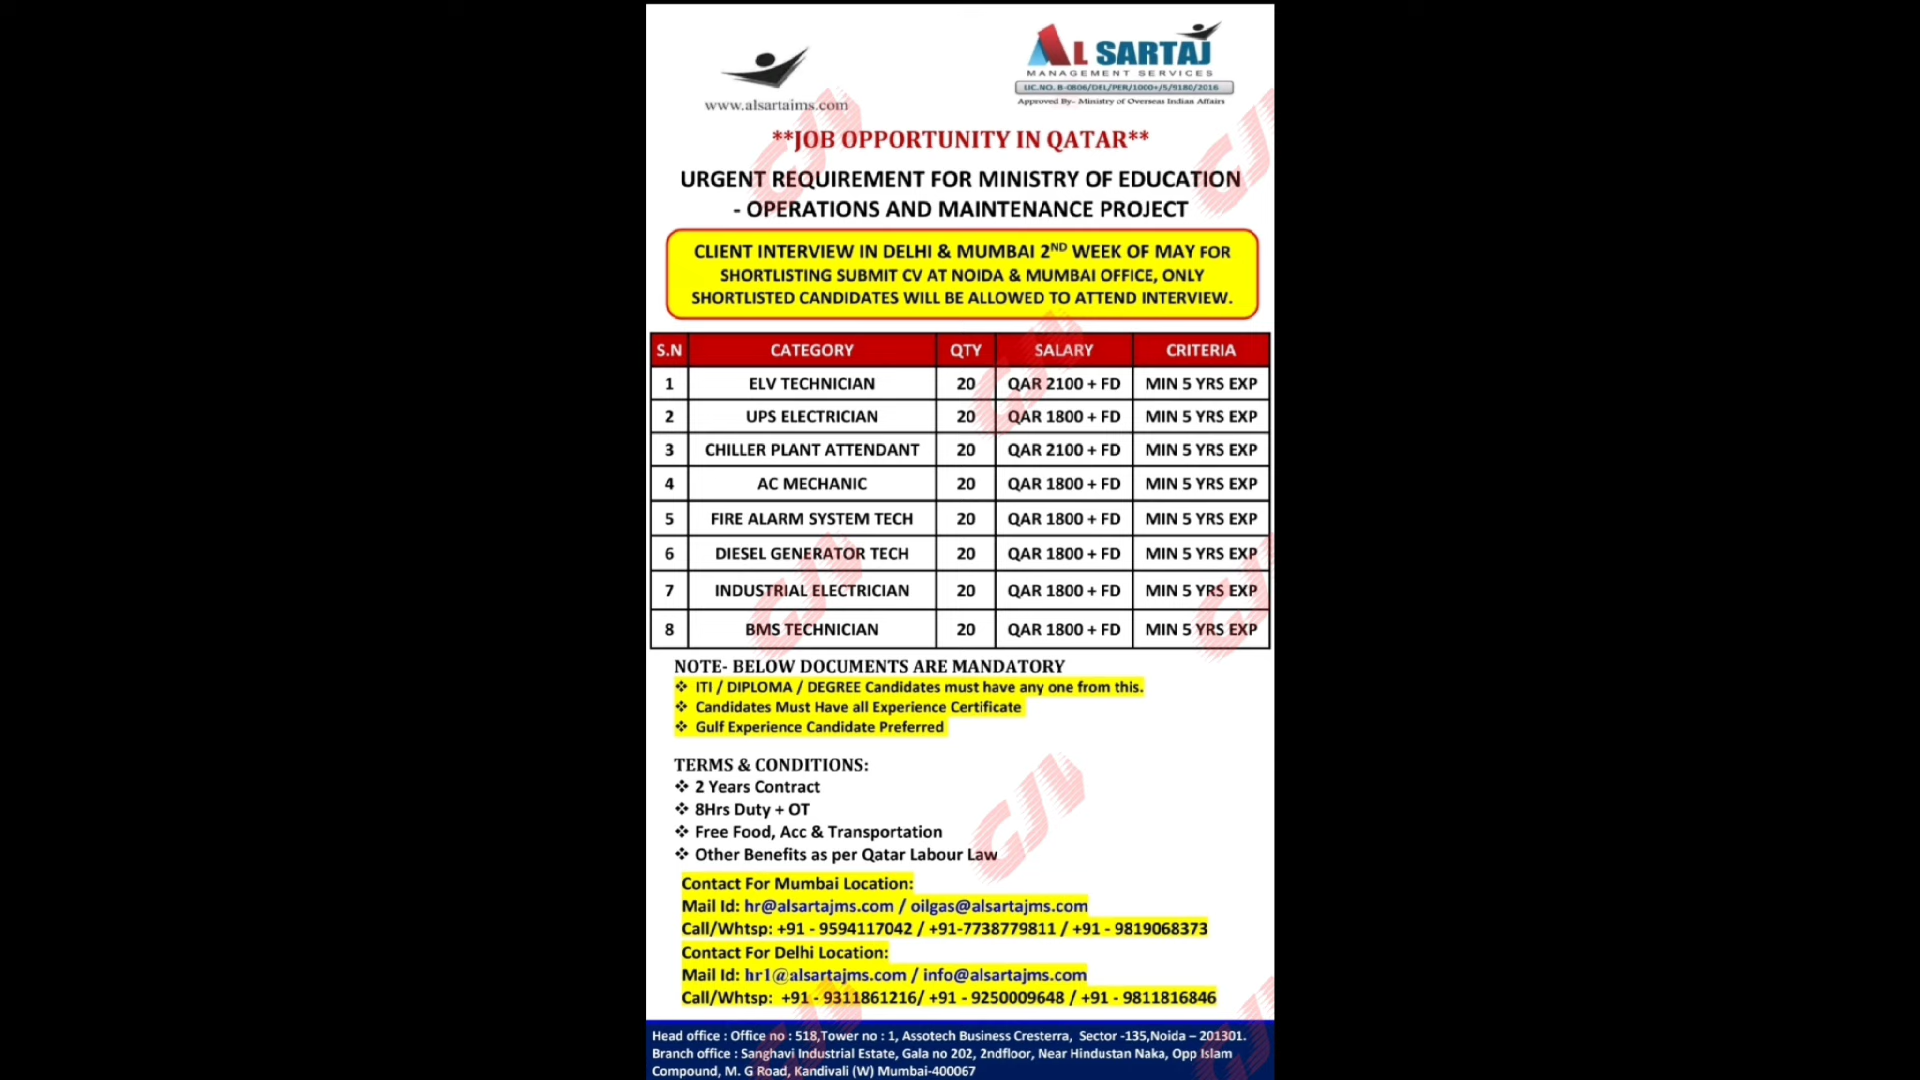 www.alsartajms.com
AL SARTAJ
MANAGEMENT SERVICES
LIC.NO. B-0806/DEL/PER/1000+/5/9180/2016
Approved By- Ministry of Overseas Indian Affairs
**JOB OPPORTUNITY IN QATAR**
URGENT REQUIREMENT FOR MINISTRY OF EDUCATION
- OPERATIONS AND MAINTENANCE PROJECT
CLIENT INTERVIEW IN DELHI & MUMBAI 2ND WEEK OF MAY FOR
SHORTLISTING SUBMIT CV AT NOIDA & MUMBAI OFFICE, ONLY
SHORTLISTED CANDIDATES WILL BE ALLOWED TO ATTEND INTERVIEW.
S.N CATEGORY QTY SALARY CRITERIA
1 ELV TECHNICIAN 20 QAR 2100 + FD MIN 5 YRS EXP
2 UPS ELECTRICIAN 20 QAR 1800 + FD MIN 5 YRS EXP
3 CHILLER PLANT ATTENDANT 20 QAR 2100 + FD MIN 5 YRS EXP
4 AC MECHANIC 20 QAR 1800 + FD MIN 5 YRS EXP
5 FIRE ALARM SYSTEM TECH 20 QAR 1800 + FD MIN 5 YRS EXP
6 DIESEL GENERATOR TECH 20 QAR 1800 + FD MIN 5 YRS EXP
7 INDUSTRIAL ELECTRICIAN 20 QAR 1800 + FD MIN 5 YRS EXP
8 BMS TECHNICIAN 20 QAR 1800 + FD MIN 5 YRS EXP
NOTE- BELOW DOCUMENTS ARE MANDATORY
❖ ITI / DIPLOMA / DEGREE Candidates must have any one from this.
❖ Candidates Must Have all Experience Certificate
❖ Gulf Experience Candidate Preferred
TERMS & CONDITIONS:
❖ 2 Years Contract
❖ 8Hrs Duty + OT
❖ Free Food, Acc & Transportation
❖ Other Benefits as per Qatar Labour Law
Contact For Mumbai Location:
Mail Id: hr@alsartajms.com / oilgas@alsartajms.com
Call/Whtsp: +91 - 9594117042 / +91-7738779811 / +91 - 9819068373
Contact For Delhi Location:
Mail Id: hr1@alsartajms.com / info@alsartajms.com
Call/Whtsp: +91 - 9311861216/ +91 - 9250009648 / +91 - 9811816846
Head office : Office no : 518,Tower no : 1, Assotech Business Cresterra, Sector -135,Noida – 201301.
Branch office : Sanghavi Industrial Estate, Gala no 202, 2ndfloor, Near Hindustan Naka, Opp Islam
Compound, M. G Road, Kandivali (W) Mumbai-400067